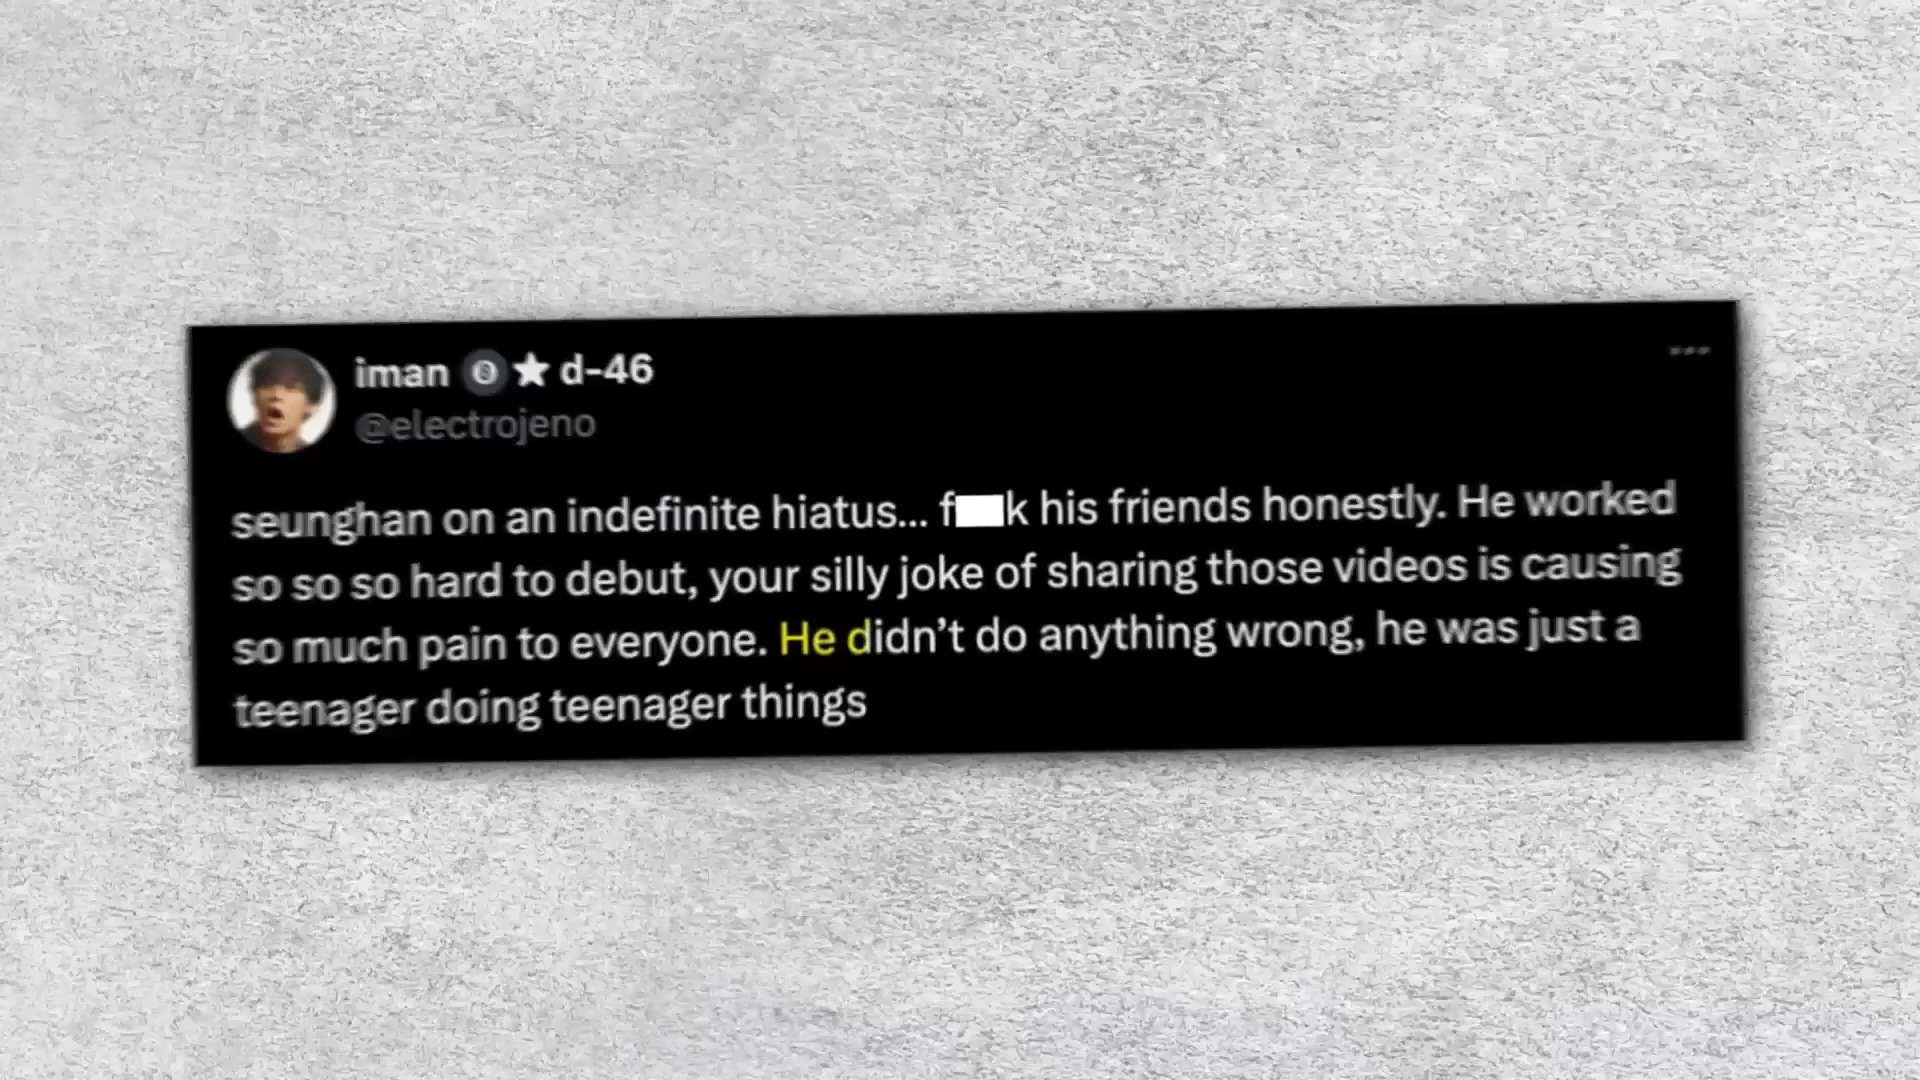 iman ★ d-46
@electrojeno
seunghan on an indefinite hiatus... f k his friends honestly. He worked
so so so hard to debut, your silly joke of sharing those videos is causing
so much pain to everyone. He didn't do anything wrong, he was just a
teenager doing teenager things